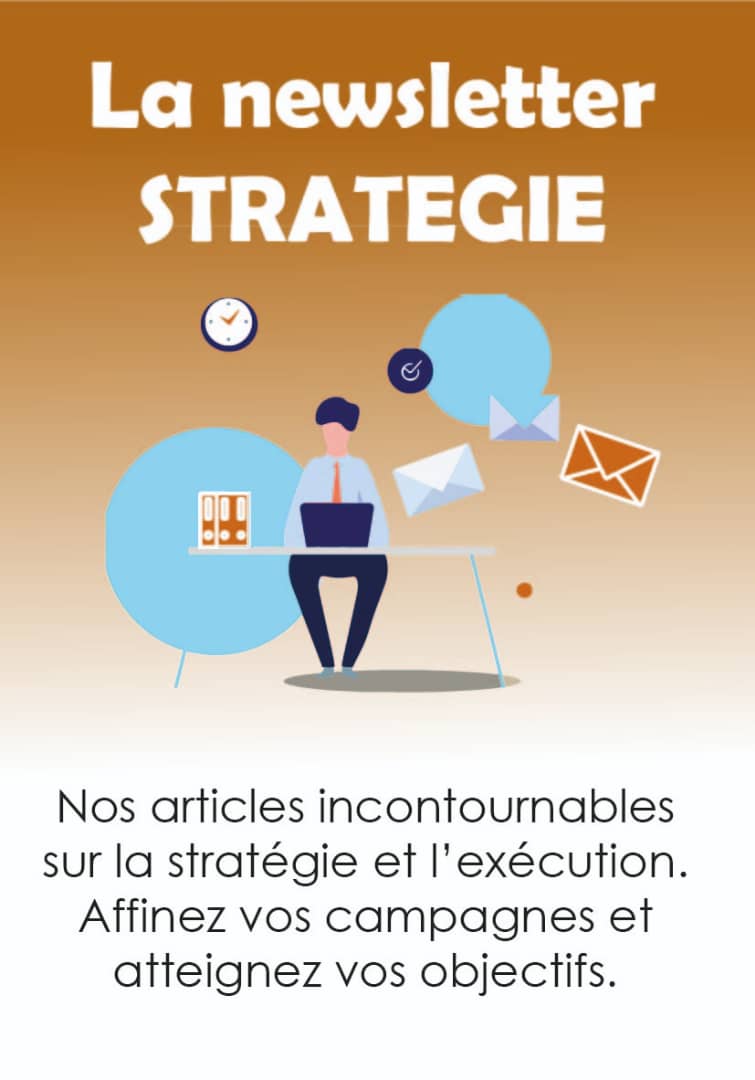 La newsletter
STRATEGIE
Nos articles incontournables
sur la stratégie et l’exécution.
Affinez vos campagnes et
atteignez vos objectifs.